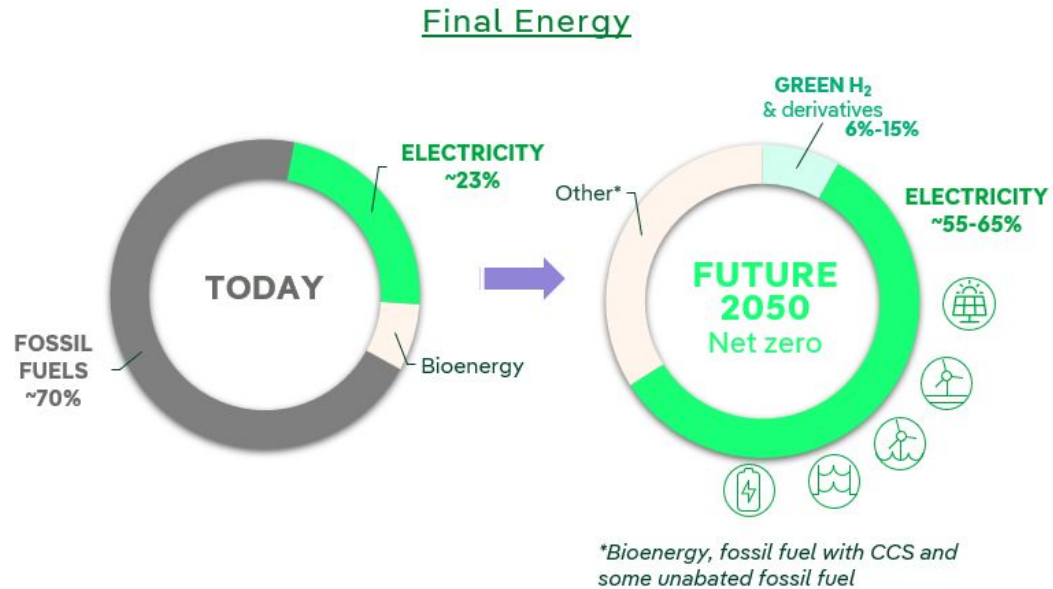 Final Energy
ELECTRICITY
~23%
TODAY
FOSSIL
FUELS
~70%
Bioenergy
GREEN H₂
& derivatives
6%-15%
Other*
ELECTRICITY
~55-65%
FUTURE
2050
Net zero
*Bioenergy, fossil fuel with CCS and
some unabated fossil fuel